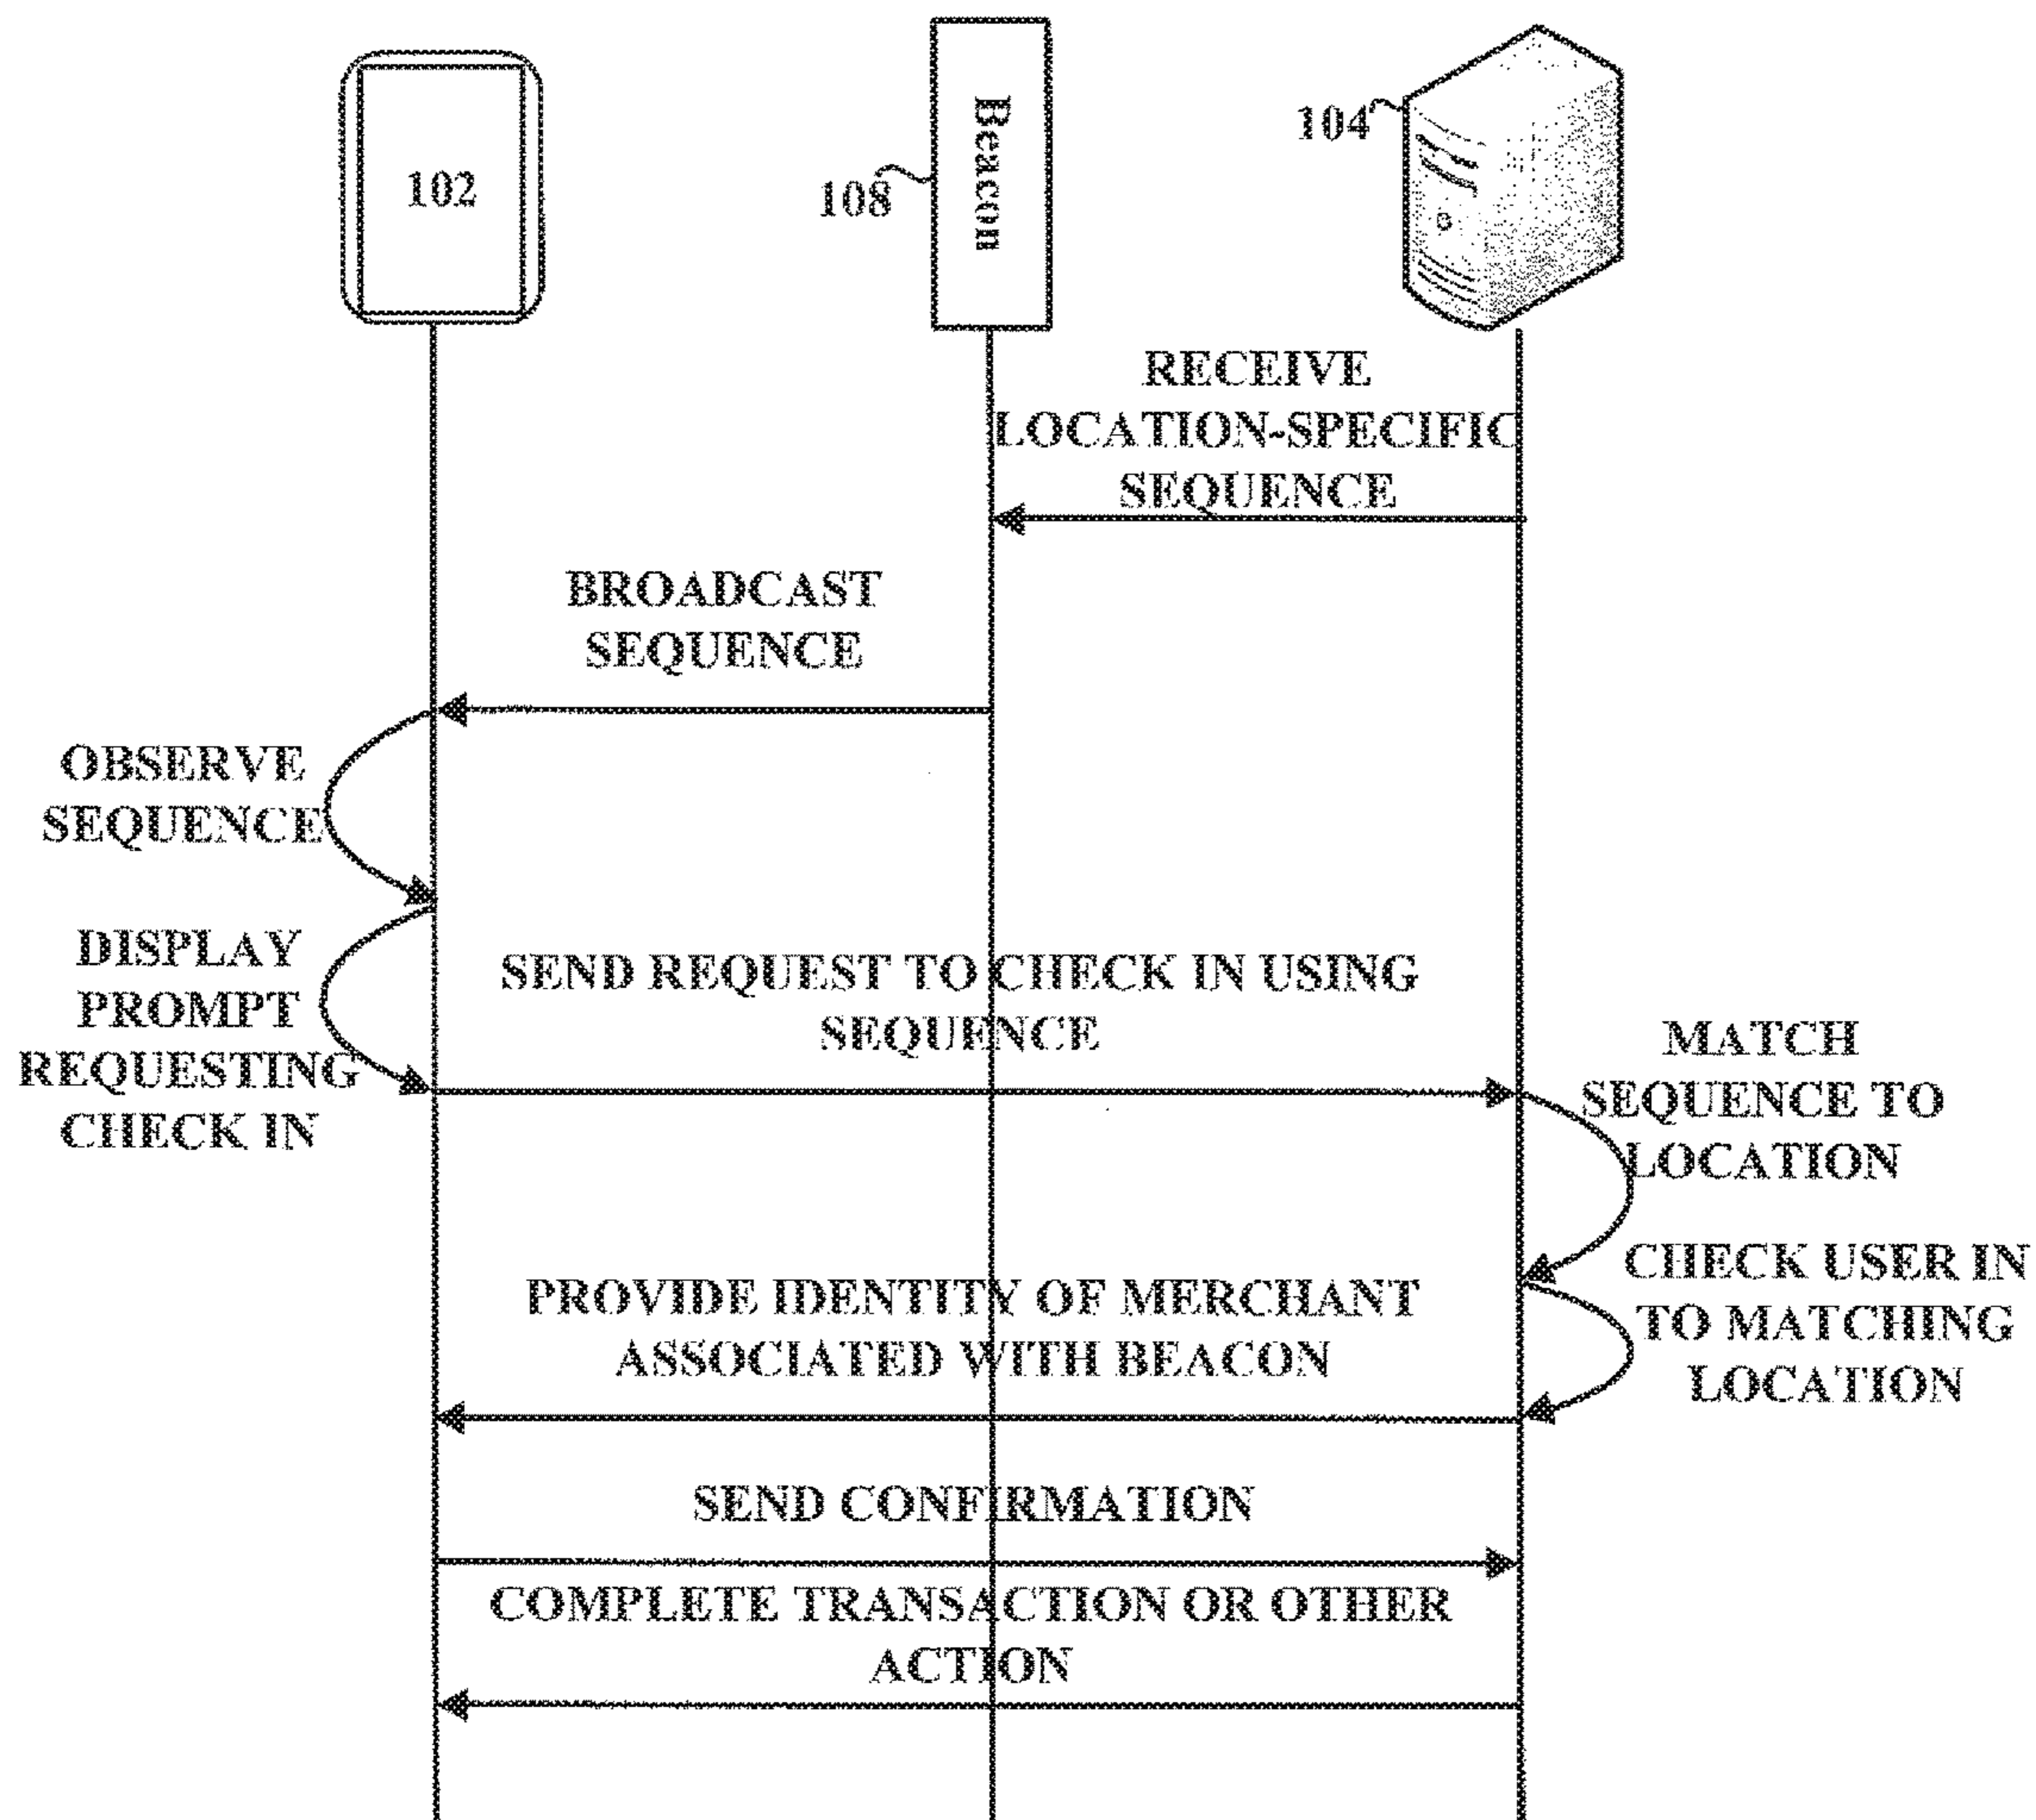 102
108
Beacon
104
RECEIVE
LOCATION-SPECIFIC
SEQUENCE
BROADCAST
SEQUENCE
OBSERVE
SEQUENCE
DISPLAY
PROMPT
REQUESTING
CHECK IN
SEND REQUEST TO CHECK IN USING
SEQUENCE
MATCH
SEQUENCE TO
LOCATION
CHECK USER IN
TO MATCHING
LOCATION
PROVIDE IDENTITY OF MERCHANT
ASSOCIATED WITH BEACON
SEND CONFIRMATION
COMPLETE TRANSACTION OR OTHER
ACTION